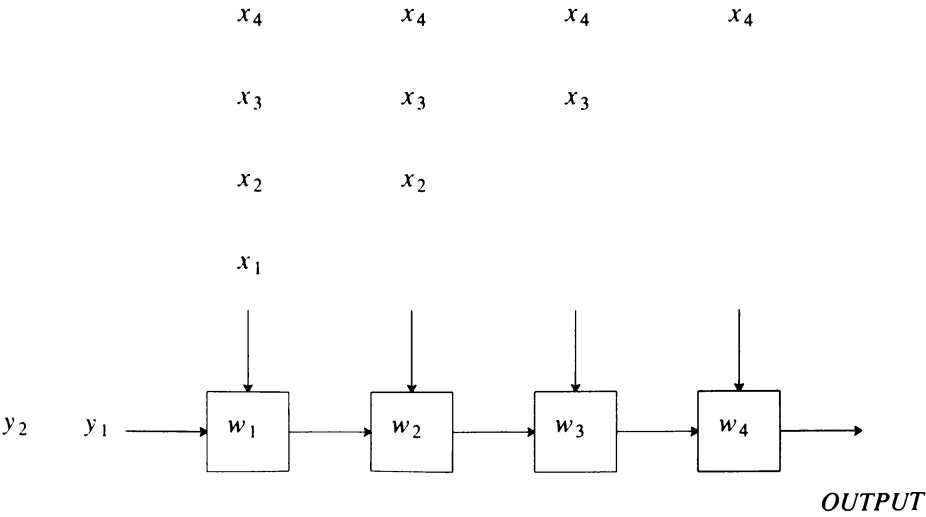 x₄ x₄ x₄ x₄
x₃ x₃ x₃
x₂ x₂
x₁
y₂ y₁ w₁ w₂ w₃ w₄
OUTPUT